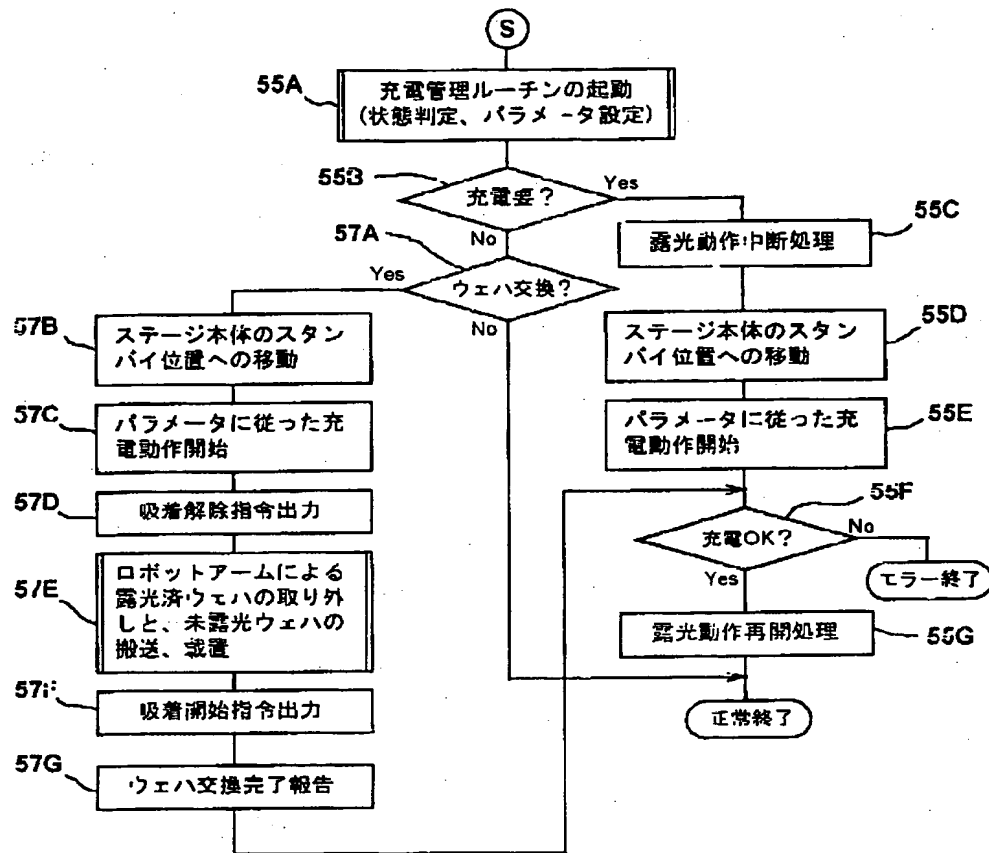 S
55A
充電管理ルーチンの起動
(状態判定、パラメータ設定)
55B
充電要?
Yes
No
55C
露光動作中断処理
57A
ウェハ交換?
Yes
No
57B
ステージ本体のスタン
バイ位置への移動
55D
ステージ本体のスタン
バイ位置への移動
57C
パラメータに従った充
電動作開始
55E
パラメータに従った充
電動作開始
57D
吸着解除指令出力
55F
充電OK?
No
Yes
エラー終了
57E
ロボットアームによる
露光済ウェハの取り外
しと、未露光ウェハの
搬送、載置
55G
露光動作再開処理
57F
吸着開始指令出力
正常終了
57G
ウェハ交換完了報告